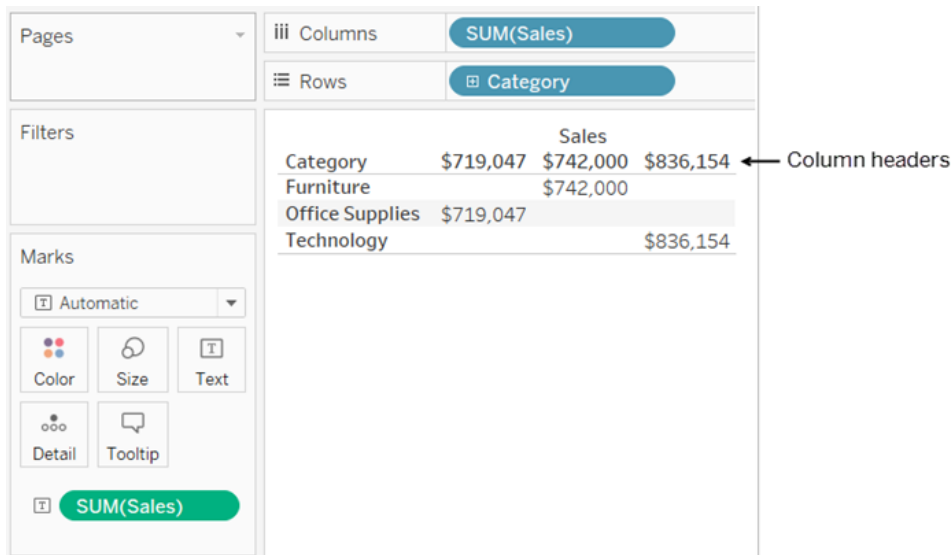 Pages
Columns
SUM(Sales)
Rows
Category
Filters
Sales
Category $719,047 $742,000 $836,154
Column headers
Furniture $742,000
Office Supplies $719,047
Technology $836,154
Marks
Automatic
Color Size Text
Detail Tooltip
SUM(Sales)